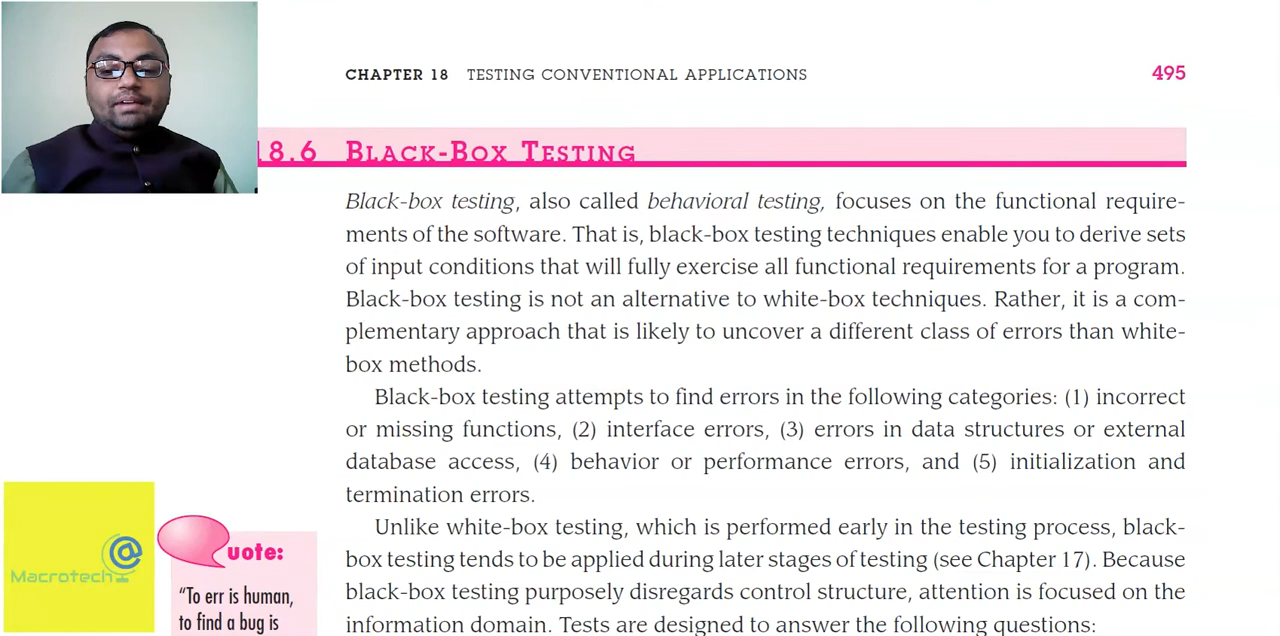 CHAPTER 18 TESTING CONVENTIONAL APPLICATIONS 495
18.6 BLACK-BOX TESTING
Black-box testing, also called behavioral testing, focuses on the functional require-
ments of the software. That is, black-box testing techniques enable you to derive sets
of input conditions that will fully exercise all functional requirements for a program.
Black-box testing is not an alternative to white-box techniques. Rather, it is a com-
plementary approach that is likely to uncover a different class of errors than white-
box methods.
Black-box testing attempts to find errors in the following categories: (1) incorrect
or missing functions, (2) interface errors, (3) errors in data structures or external
database access, (4) behavior or performance errors, and (5) initialization and
termination errors.
Unlike white-box testing, which is performed early in the testing process, black-
box testing tends to be applied during later stages of testing (see Chapter 17). Because
black-box testing purposely disregards control structure, attention is focused on the
information domain. Tests are designed to answer the following questions:
uote:
“To err is human,
to find a bug is
@
Macrotech